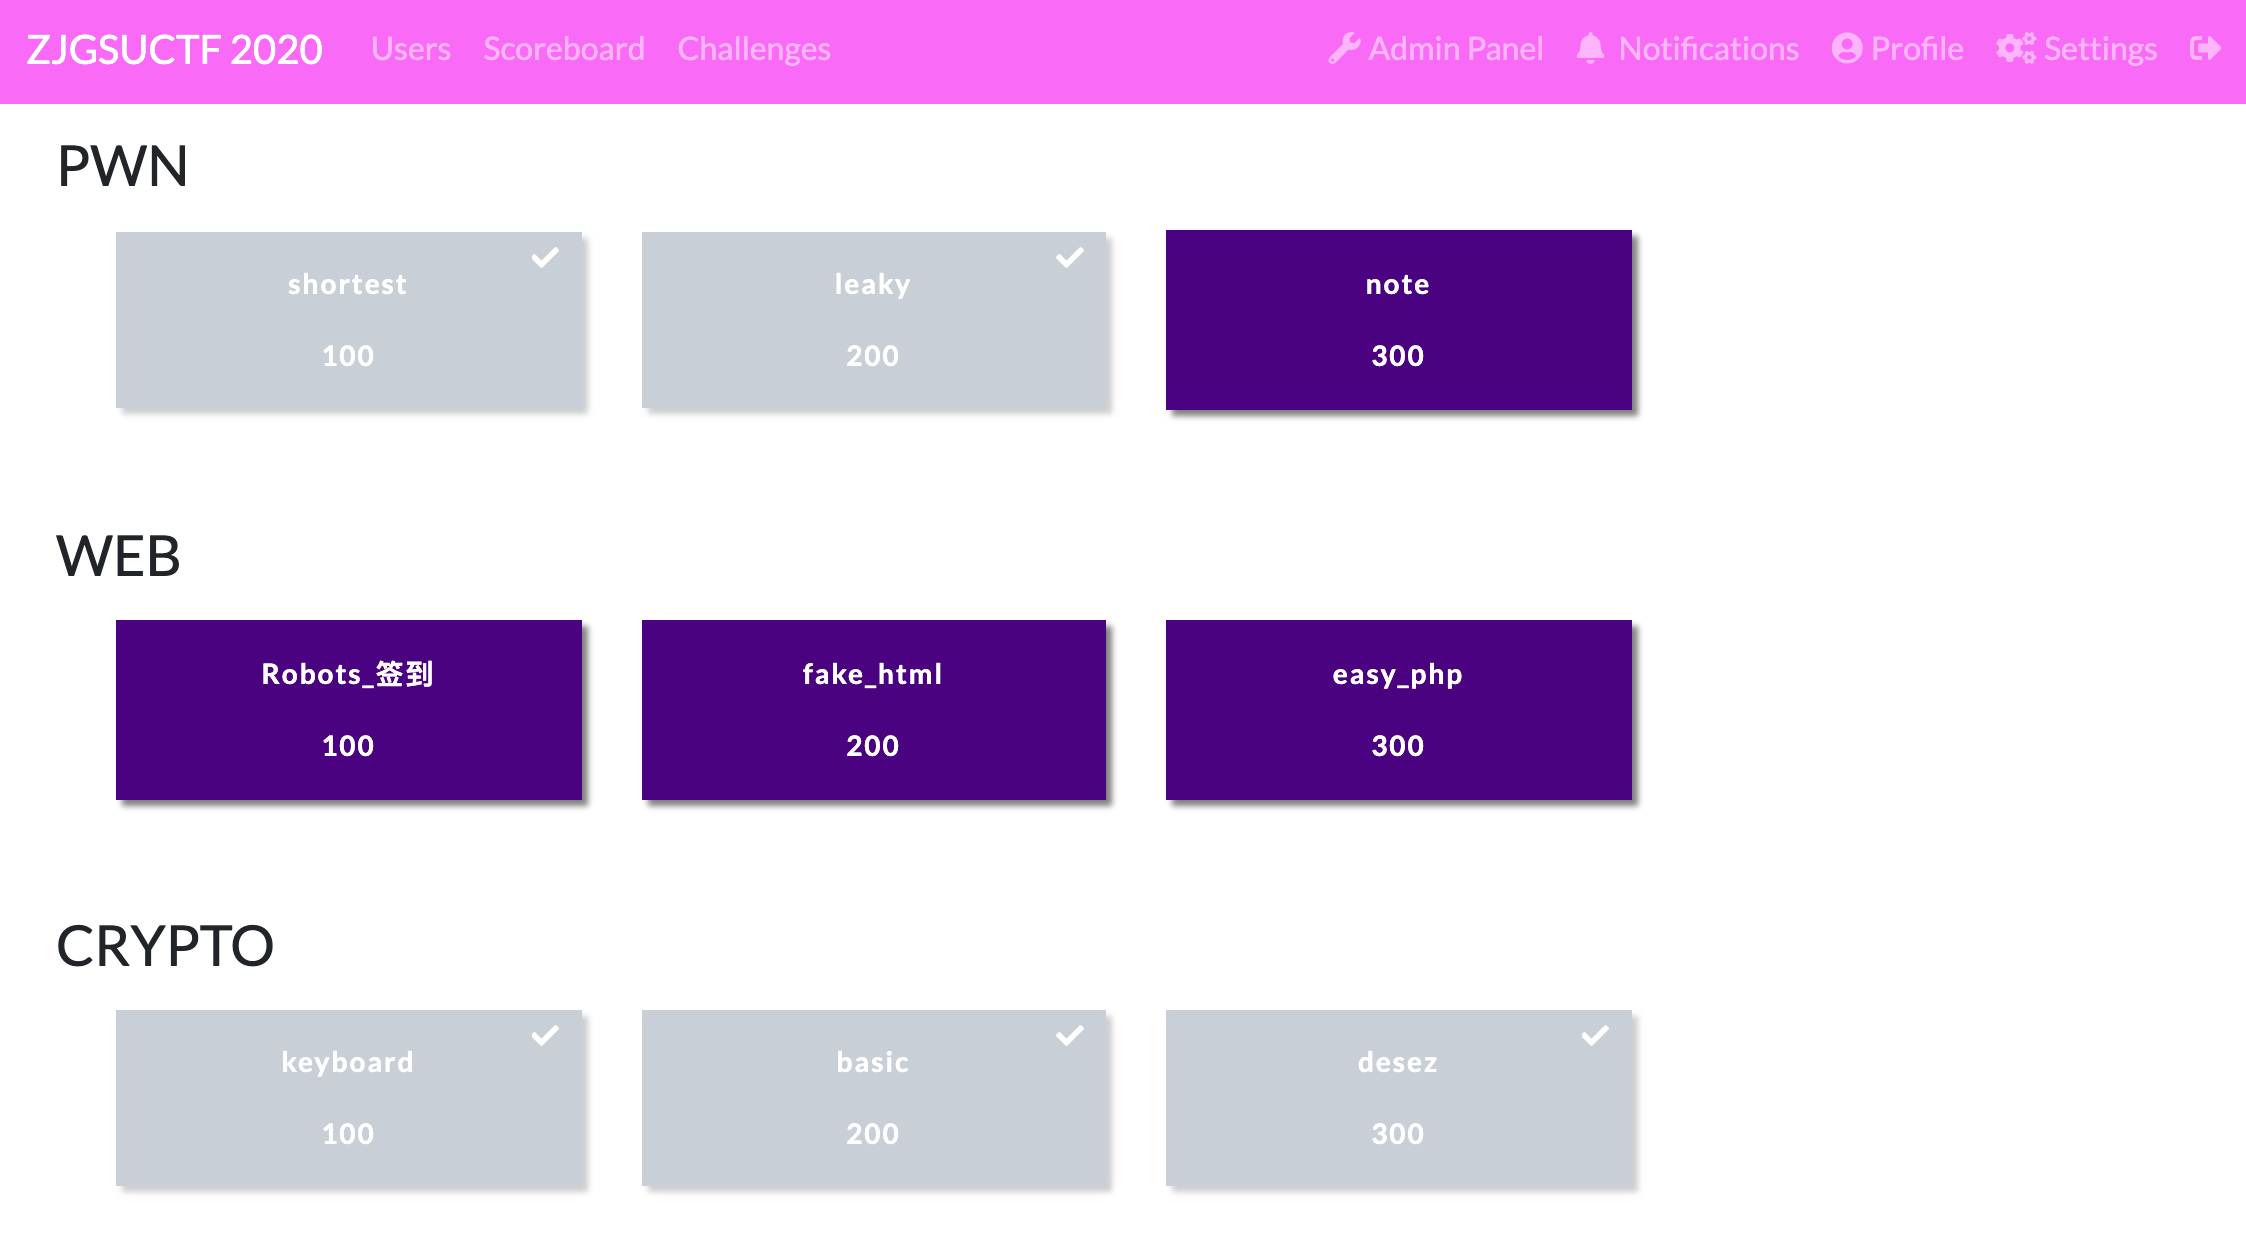 ZJGSUCTF 2020 Users Scoreboard Challenges Admin Panel Notifications Profile Settings
PWN
shortest leaky note
100 200 300
WEB
Robots_签到 fake_html easy_php
100 200 300
CRYPTO
keyboard basic desez
100 200 300